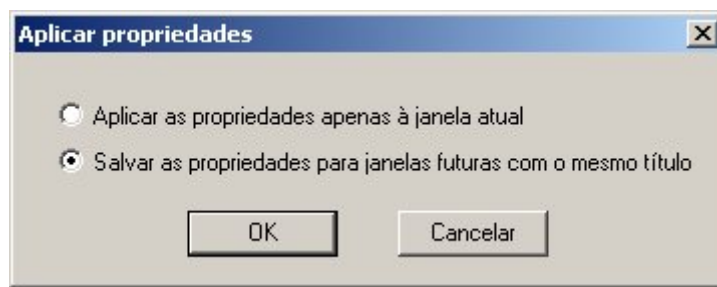 Aplicar propriedades
Aplicar as propriedades apenas à janela atual
Salvar as propriedades para janelas futuras com o mesmo título
OK Cancelar